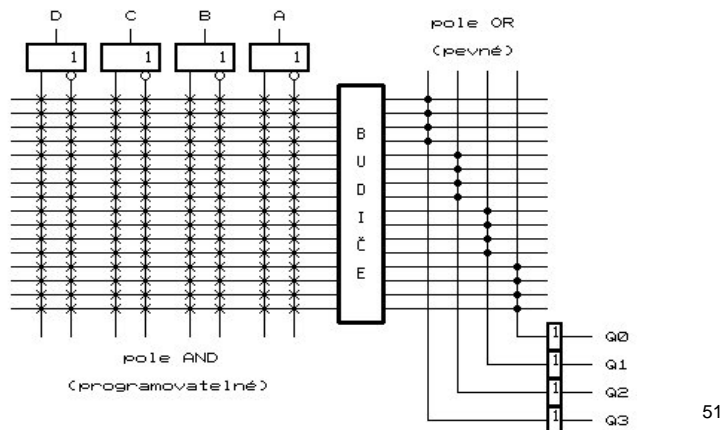 D C B A
pole OR
(pevné)
1 1 1 1
BUDIČE
1 Q0
1 Q1
pole AND
(programovatelné)
1 Q2
1 Q3
51